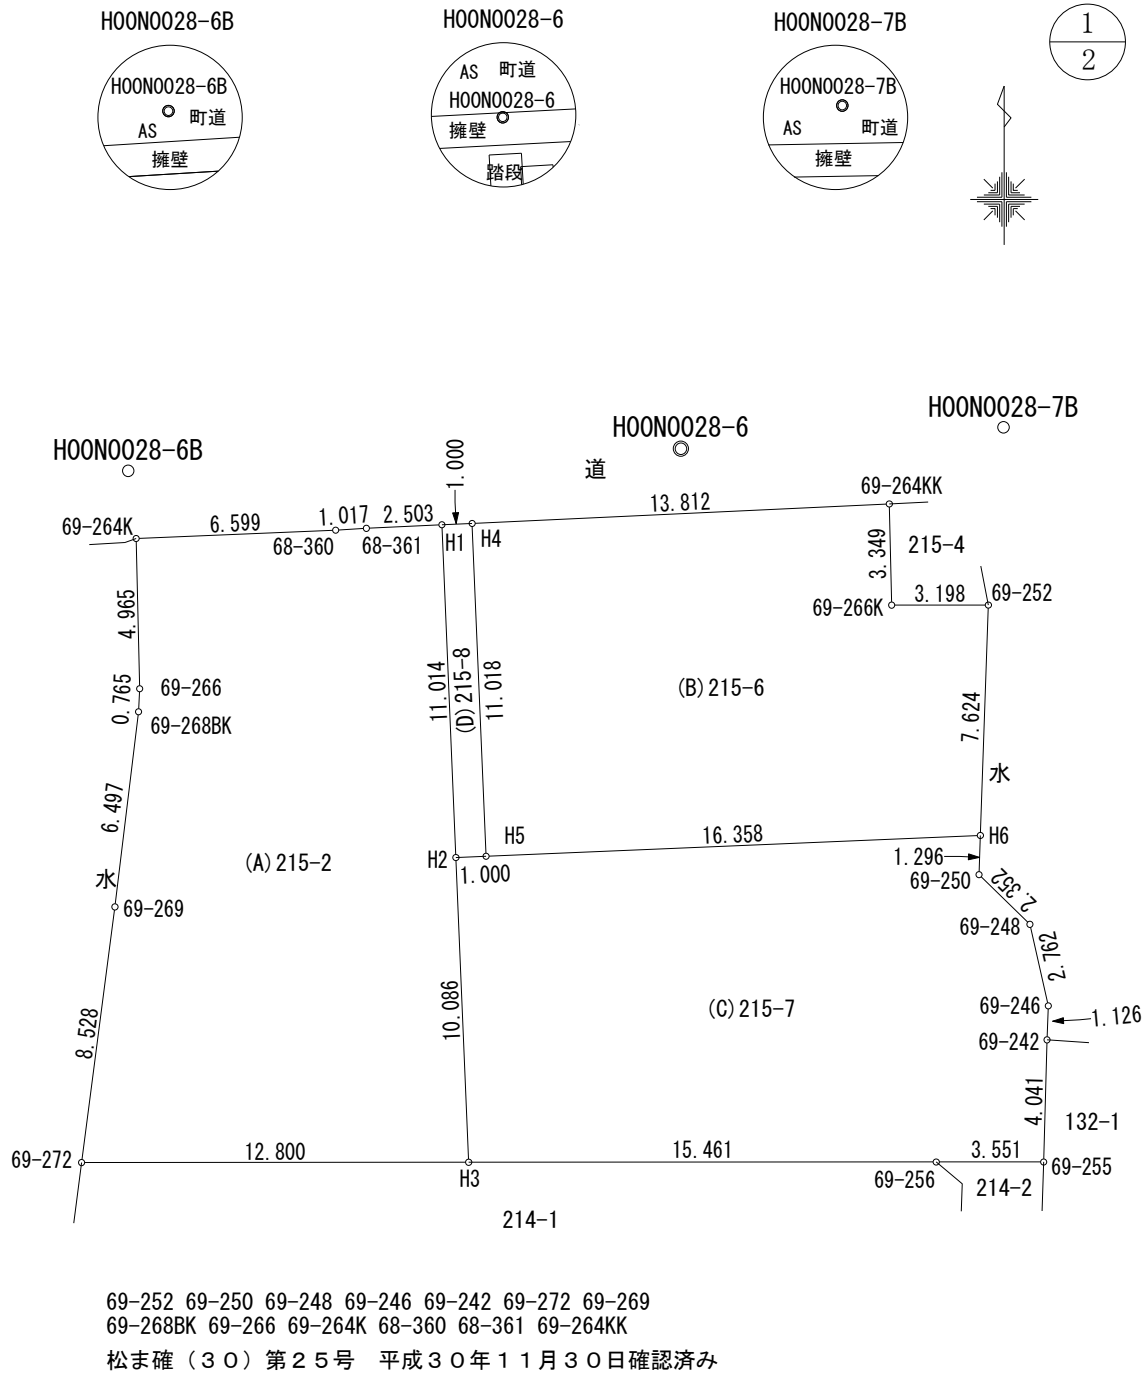 H00N0028-6B
H00N0028-6
H00N0028-7B
1
2
H00N0028-6B
町道
AS
擁壁
AS 町道
H00N0028-6
擁壁
踏段
H00N0028-7B
AS 町道
擁壁
H00N0028-7B
H00N0028-6
H00N0028-6B
道
1.000
69-264KK
69-264K
6.599
1.017
2.503
13.812
68-360
68-361
H1
H4
3.349
215-4
4.965
69-266K
3.198
69-252
0.765
69-266
69-268BK
11.014
(D)215-8
11.018
(B)215-6
7.624
水
6.497
H5
16.358
H6
(A)215-2
H2
1.000
1.296
69-250
2.352
水
69-269
69-248
2.762
8.528
10.086
(C)215-7
69-246
1.126
69-242
4.041
132-1
69-272
12.800
15.461
3.551
69-255
H3
69-256
214-2
214-1
69-252 69-250 69-248 69-246 69-242 69-272 69-269
69-268BK 69-266 69-264K 68-360 68-361 69-264KK
松ま確（３０）第２５号　平成３０年１１月３０日確認済み